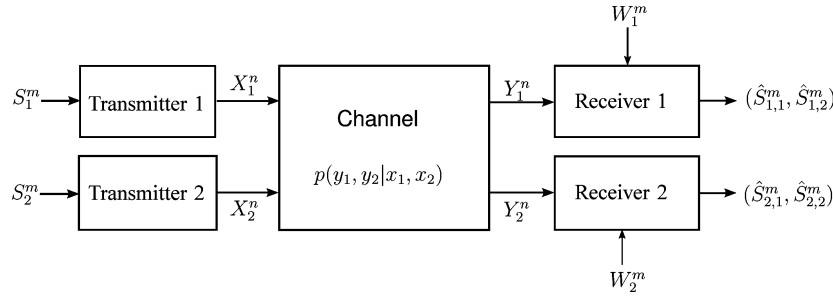 W_1^m
S_1^m Transmitter 1 X_1^n Y_1^n Receiver 1 (Ŝ_{1,1}^m, Ŝ_{1,2}^m)
Channel
p(y_1, y_2|x_1, x_2)
S_2^m Transmitter 2 X_2^n Y_2^n Receiver 2 (Ŝ_{2,1}^m, Ŝ_{2,2}^m)
W_2^m